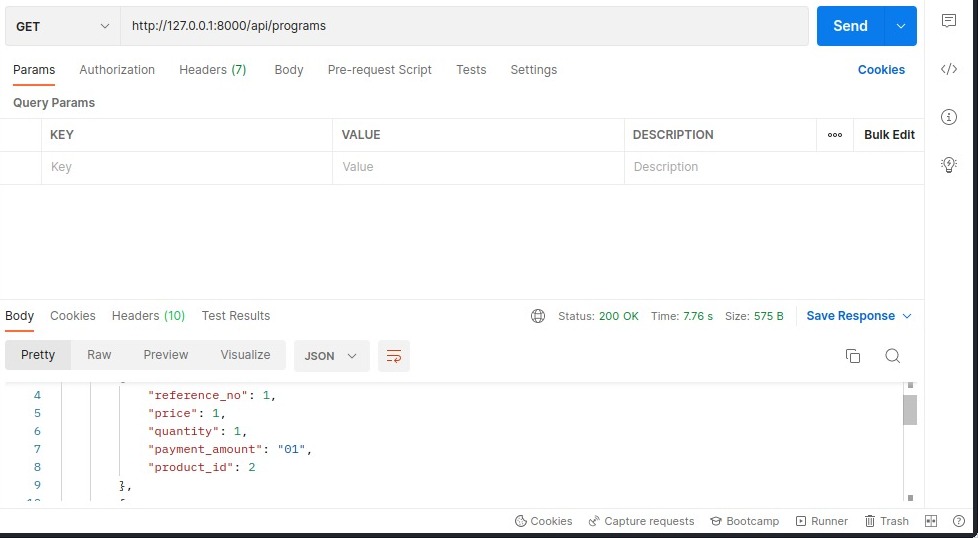 GET http://127.0.0.1:8000/api/programs Send
Params Authorization Headers (7) Body Pre-request Script Tests Settings Cookies
Query Params
KEY VALUE DESCRIPTION ooo Bulk Edit
Key Value Description
Body Cookies Headers (10) Test Results Status: 200 OK Time: 7.76 s Size: 575 B Save Response
Pretty Raw Preview Visualize JSON
4 "reference_no": 1,
5 "price": 1,
6 "quantity": 1,
7 "payment_amount": "01",
8 "product_id": 2
9 },
Cookies Capture requests Bootcamp Runner Trash